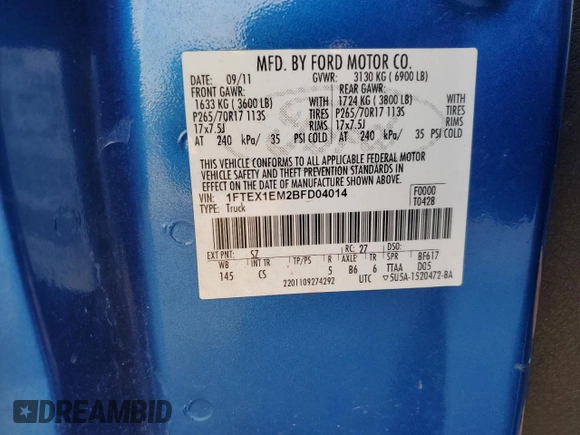 MFD. BY FORD MOTOR CO.
DATE: 09/11 GVWR: 3130 KG ( 6900 LB)
FRONT GAWR: REAR GAWR:
1633 KG ( 3600 LB) WITH 1724 KG ( 3800 LB) WITH
P265/70R17 113S TIRES P265/70R17 113S TIRES
17x7.5J RIMS 17x7.5J RIMS
AT 240 kPa/ 35 PSI COLD AT 240 kPa/ 35 PSI COLD
THIS VEHICLE CONFORMS TO ALL APPLICABLE FEDERAL MOTOR
VEHICLE SAFETY AND THEFT PREVENTION STANDARDS IN
EFFECT ON THE DATE OF MANUFACTURE SHOWN ABOVE.
VIN: 1FTEX1EM2BFD04014 F0000
TYPE: Truck T0428
EXT PNT: SZ RC: 27 DSO:
WB INT TR TP/PS R AXLE TR SPR BF617
145 CS 5 B6 6 TTAA D05
2201109274292 UTC 5U5A-1520472-BA
DREAMBID